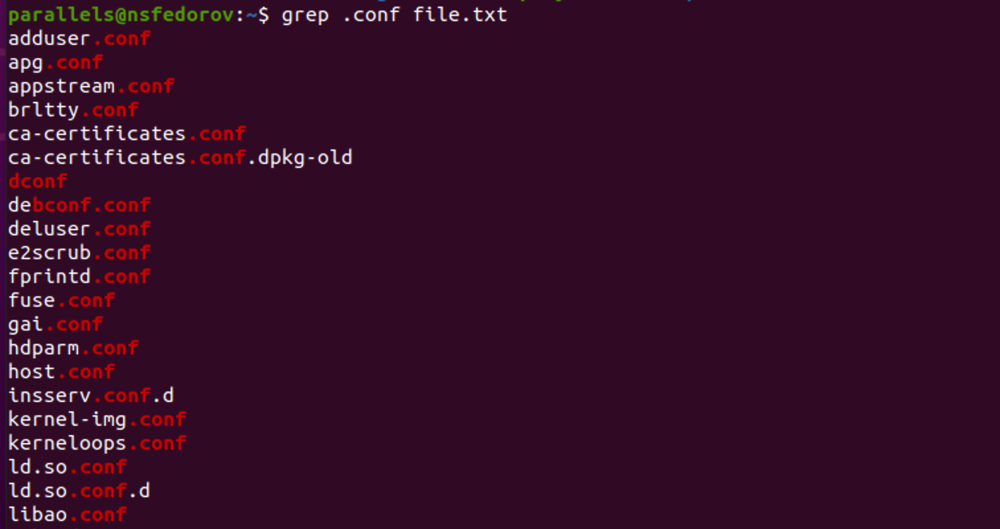 parallels@nsfedorov:~$ grep .conf file.txt
adduser.conf
apg.conf
appstream.conf
brltty.conf
ca-certificates.conf
ca-certificates.conf.dpkg-old
dconf
debconf.conf
deluser.conf
e2scrub.conf
fprintd.conf
fuse.conf
gai.conf
hdparm.conf
host.conf
insserv.conf.d
kernel-img.conf
kerneloops.conf
ld.so.conf
ld.so.conf.d
libao.conf